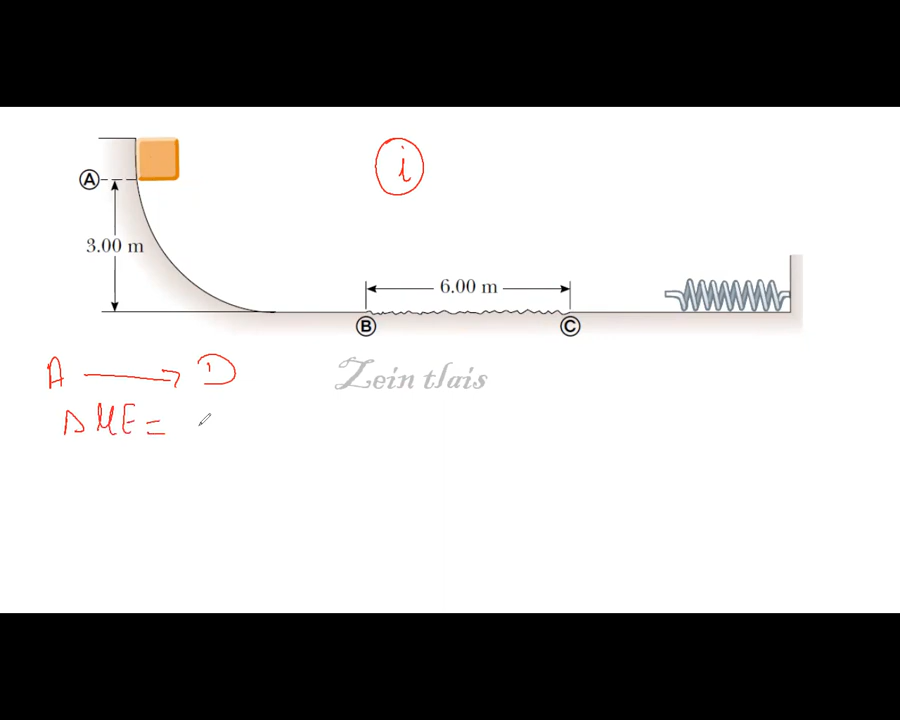 i
A
3.00 m
6.00 m
B
C
A → D
Zein tlais
ΔME =